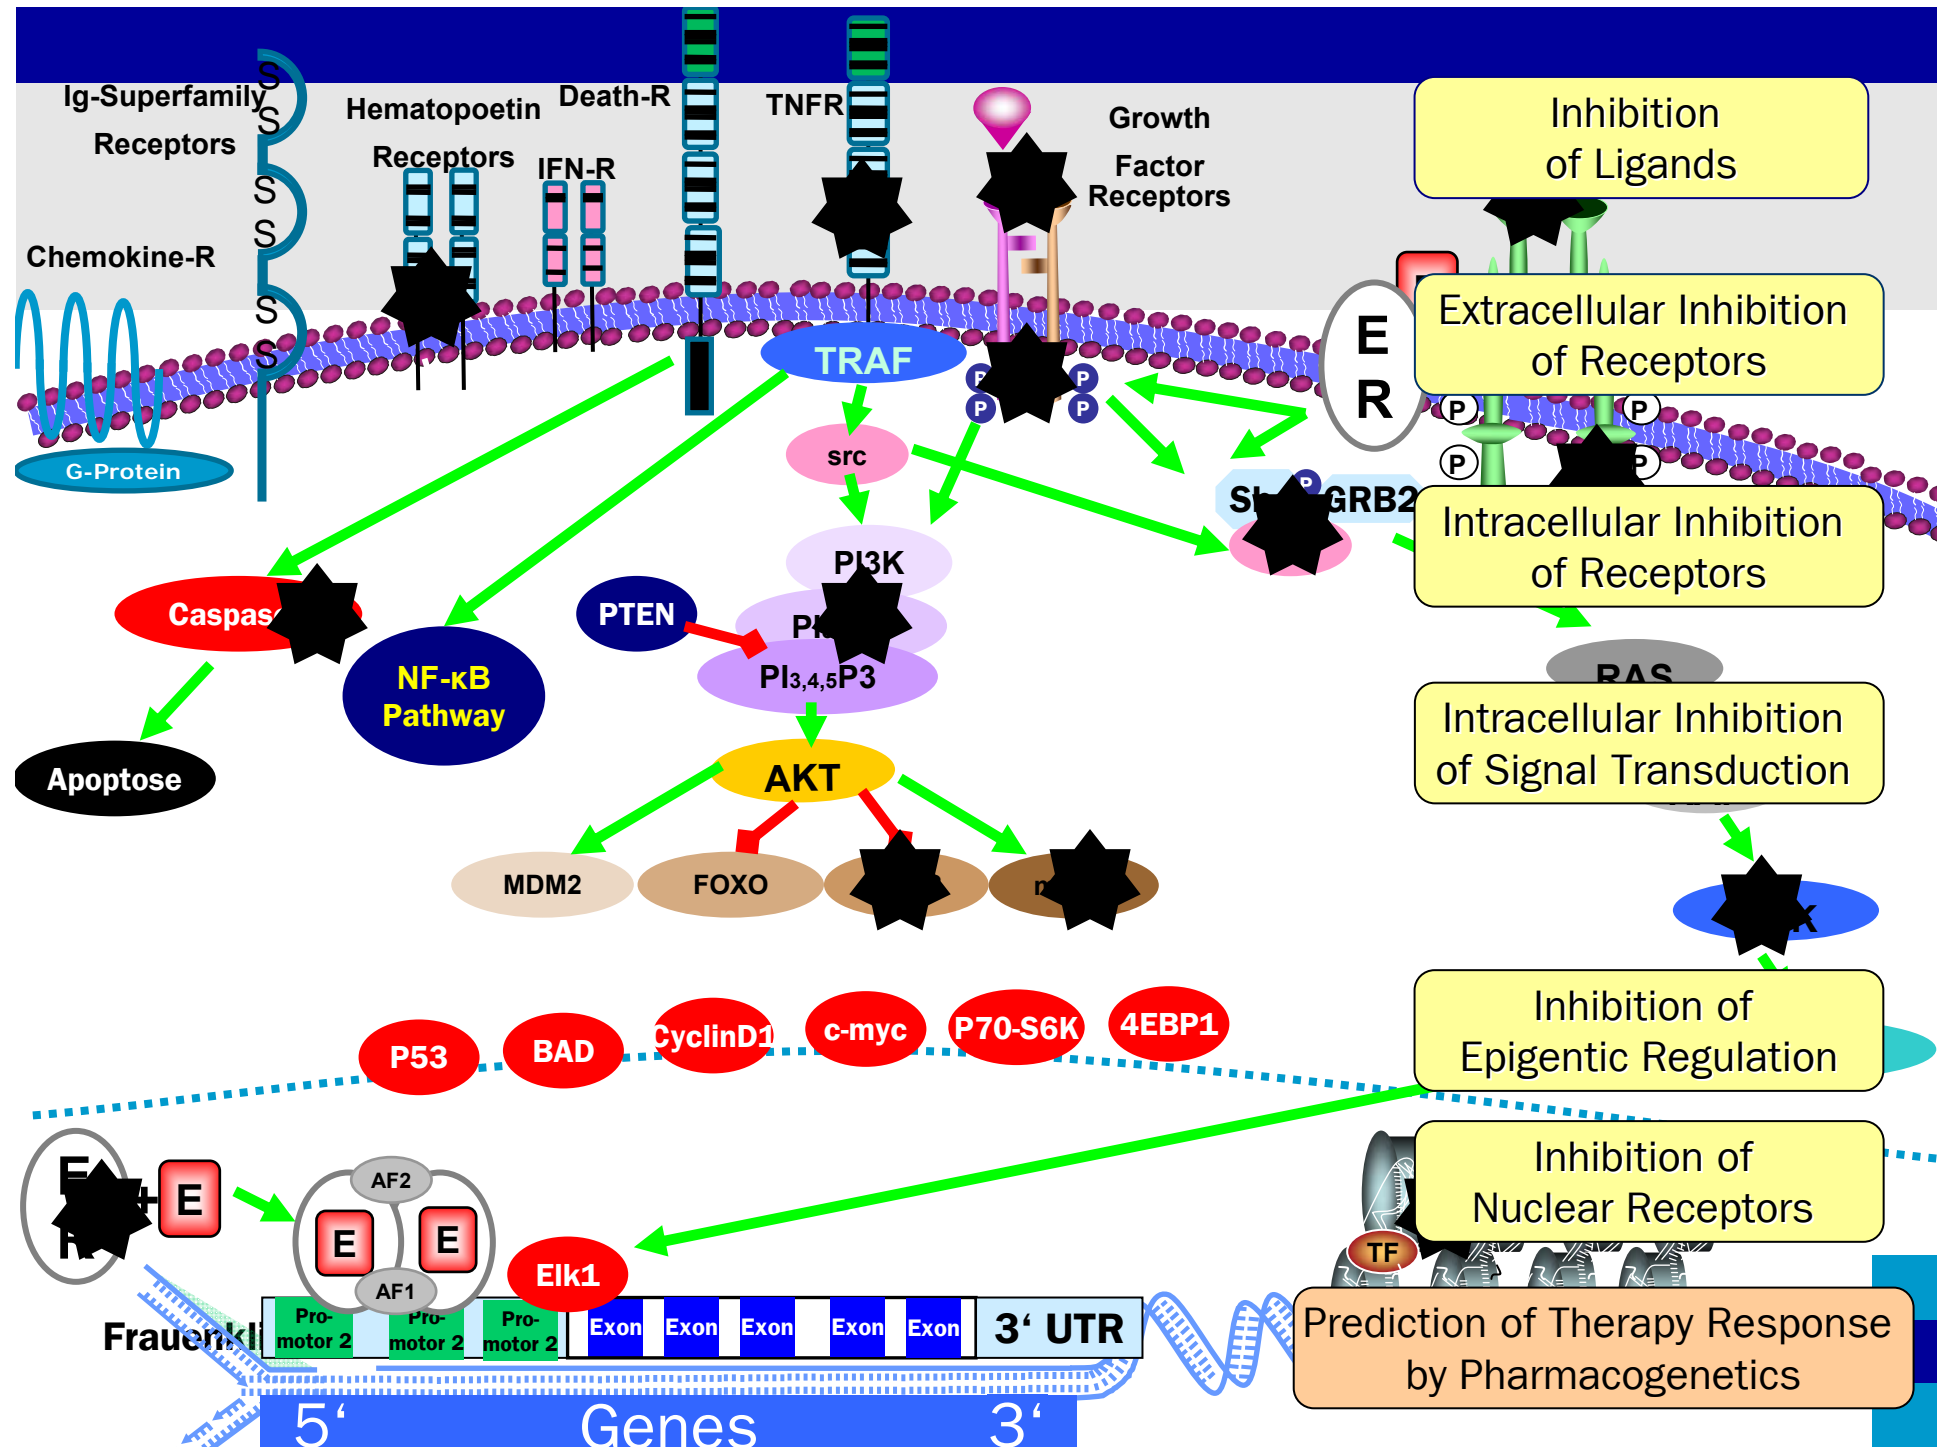 Ig-Superfamily
Receptors
S
S
S
S
S
S
Hematopoetin
Receptors
IFN-R
Death-R
TNFR
Growth
Factor
Receptors
Chemokine-R
G-Protein
Inhibition
of Ligands
Extracellular Inhibition
of Receptors
Intracellular Inhibition
of Receptors
Intracellular Inhibition
of Signal Transduction
Inhibition of
Epigentic Regulation
Inhibition of
Nuclear Receptors
Prediction of Therapy Response
by Pharmacogenetics
E
R
TRAF
P
P
P
P
P
P
P
P
P
src
GRB2
PI3K
PTEN
PI3,4,5P3
RAS
NF-κB
Pathway
Apoptose
AKT
MDM2
FOXO
P53
BAD
CyclinD1
c-myc
P70-S6K
4EBP1
+
E
AF2
E
E
AF1
Elk1
TF
Pro-
motor 2
Pro-
motor 2
Pro-
motor 2
Exon
Exon
Exon
Exon
Exon
3‘ UTR
5‘
Genes
3‘